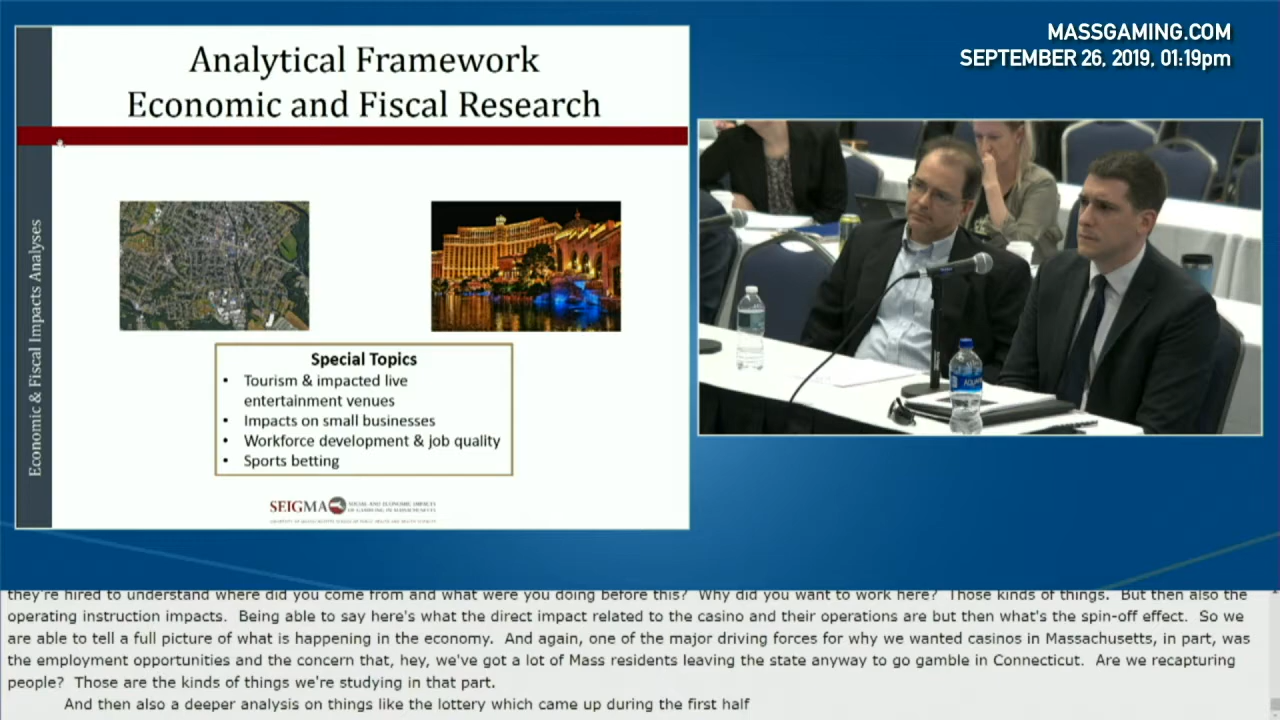 MASSGAMING.COM
SEPTEMBER 26, 2019, 01:19pm
Analytical Framework
Economic and Fiscal Research
Economic & Fiscal Impacts Analyses
Special Topics
• Tourism & impacted live
entertainment venues
• Impacts on small businesses
• Workforce development & job quality
• Sports betting
SEIGMA
SOCIAL AND ECONOMIC IMPACTS
OF GAMBLING IN MASSACHUSETTS
they're hired to understand where did you come from and what were you doing before this? Why did you want to work here? Those kinds of things. But then also the
operating instruction impacts. Being able to say here's what the direct impact related to the casino and their operations are but then what's the spin-off effect. So we
are able to tell a full picture of what is happening in the economy. And again, one of the major driving forces for why we wanted casinos in Massachusetts, in part, was
the employment opportunities and the concern that, hey, we've got a lot of Mass residents leaving the state anyway to go gamble in Connecticut. Are we recapturing
people? Those are the kinds of things we're studying in that part.
And then also a deeper analysis on things like the lottery which came up during the first half